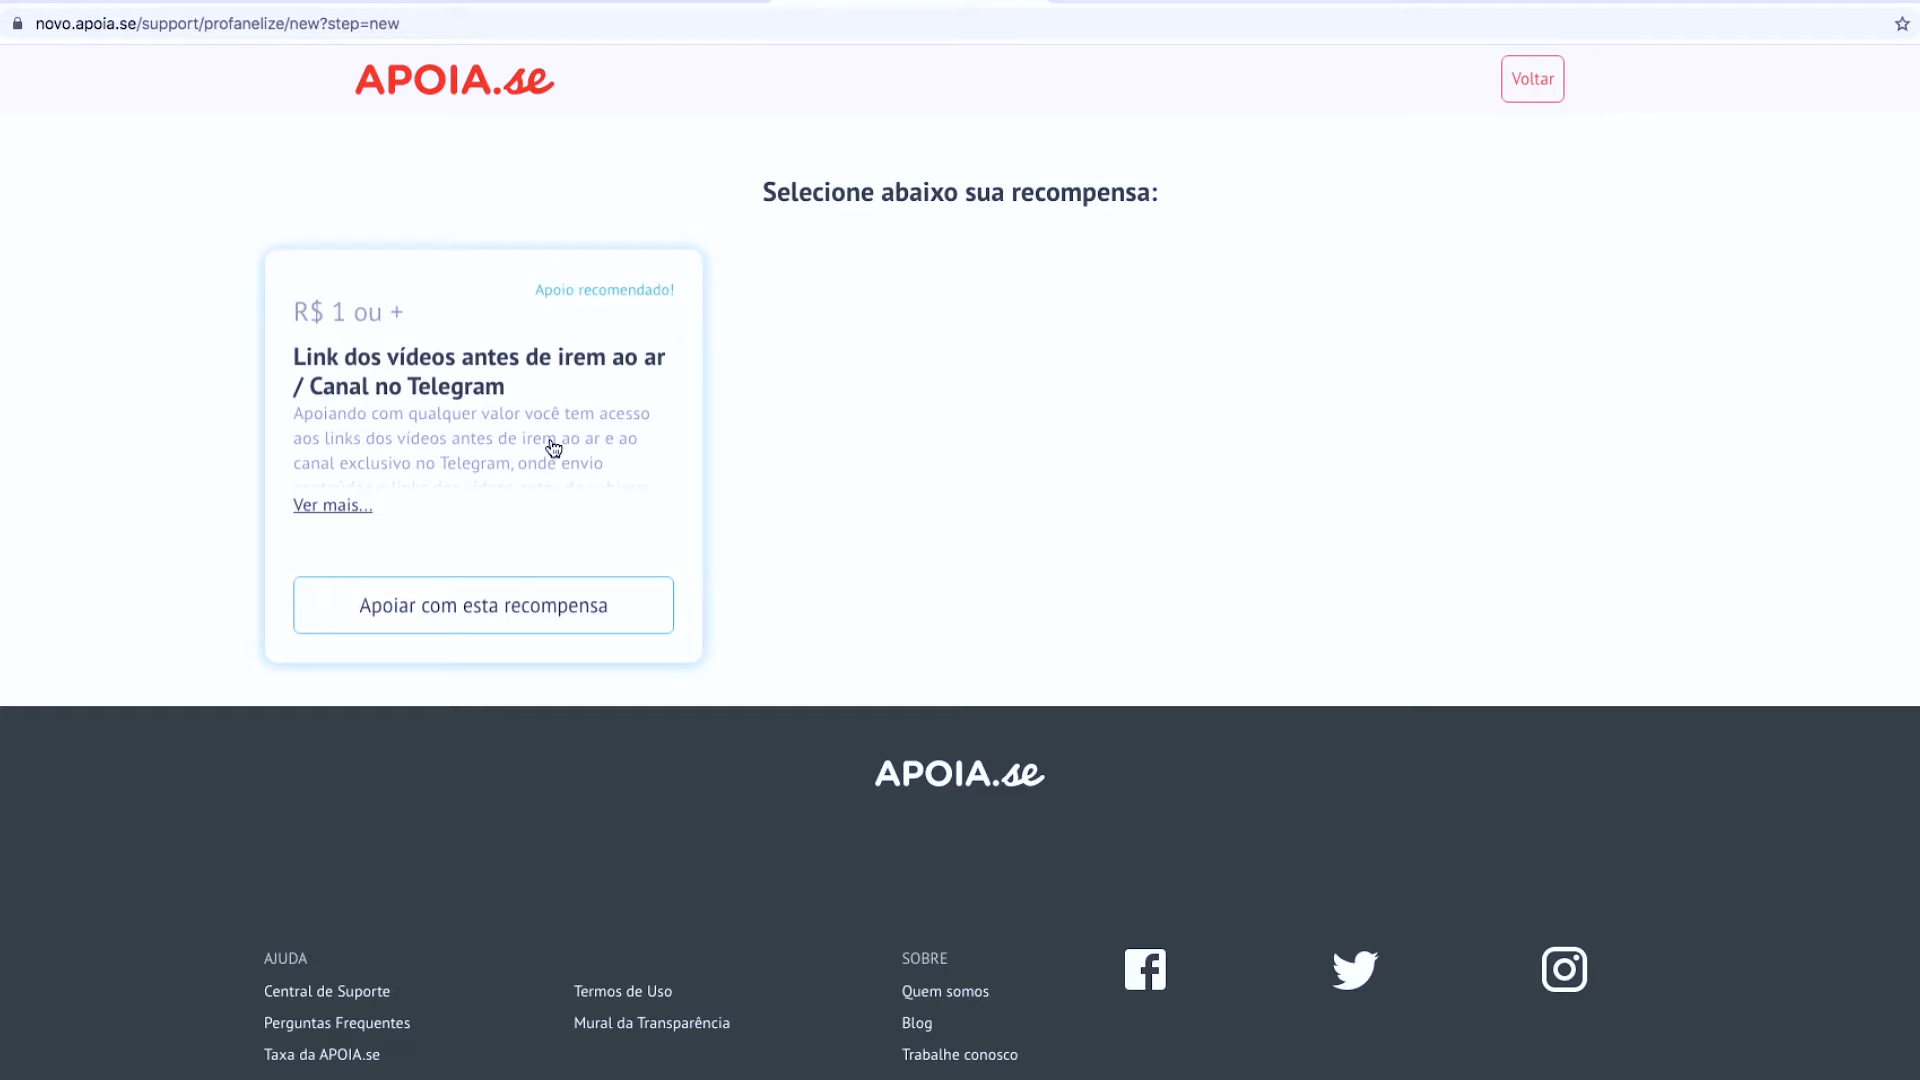 novo.apoia.se/support/profanelize/new?step=new
APOIA.se
Voltar
Selecione abaixo sua recompensa:
Apoio recomendado!
R$ 1 ou +
Link dos vídeos antes de irem ao ar
/ Canal no Telegram
Apoiando com qualquer valor você tem acesso
aos links dos vídeos antes de irem ao ar e ao
canal exclusivo no Telegram, onde envio
Ver mais...
Apoiar com esta recompensa
APOIA.se
AJUDA
Central de Suporte
Perguntas Frequentes
Taxa da APOIA.se
Termos de Uso
Mural da Transparência
SOBRE
Quem somos
Blog
Trabalhe conosco